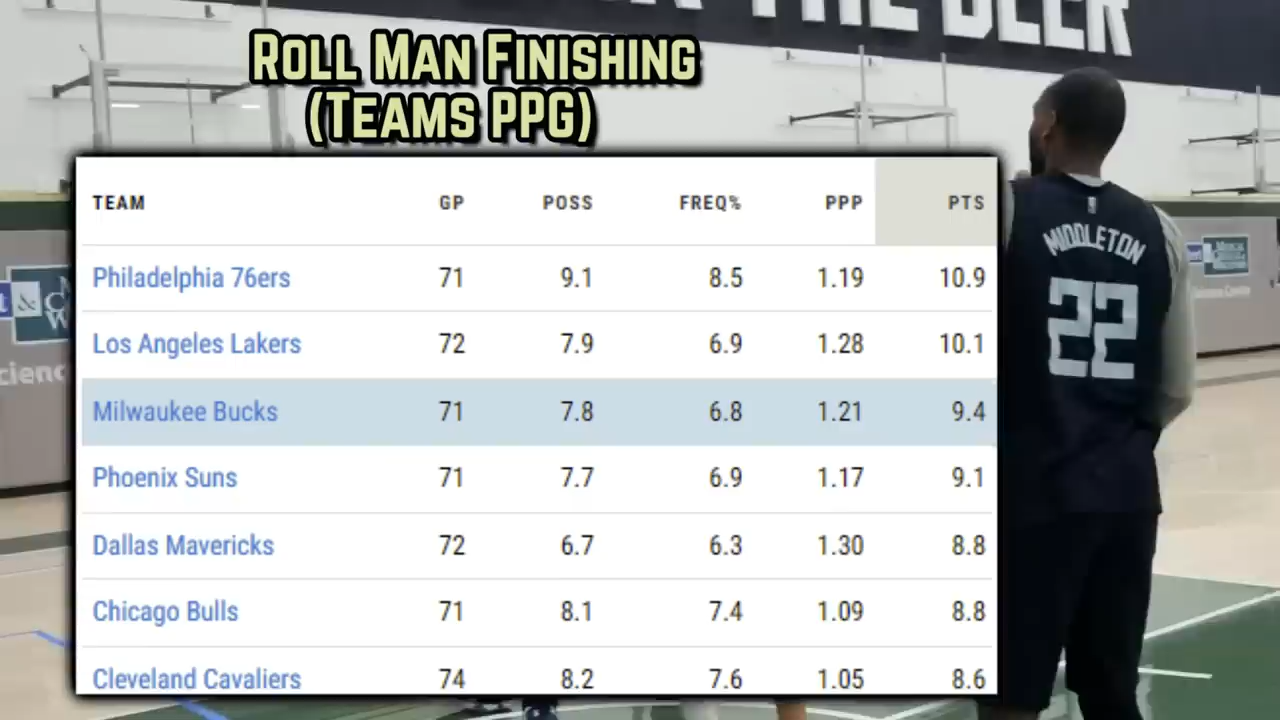 THE DEER
Roll Man Finishing
(Teams PPG)
TEAM GP POSS FREQ% PPP PTS
Philadelphia 76ers 71 9.1 8.5 1.19 10.9
Los Angeles Lakers 72 7.9 6.9 1.28 10.1
Milwaukee Bucks 71 7.8 6.8 1.21 9.4
Phoenix Suns 71 7.7 6.9 1.17 9.1
Dallas Mavericks 72 6.7 6.3 1.30 8.8
Chicago Bulls 71 8.1 7.4 1.09 8.8
Cleveland Cavaliers 74 8.2 7.6 1.05 8.6
MIDDLETON
22